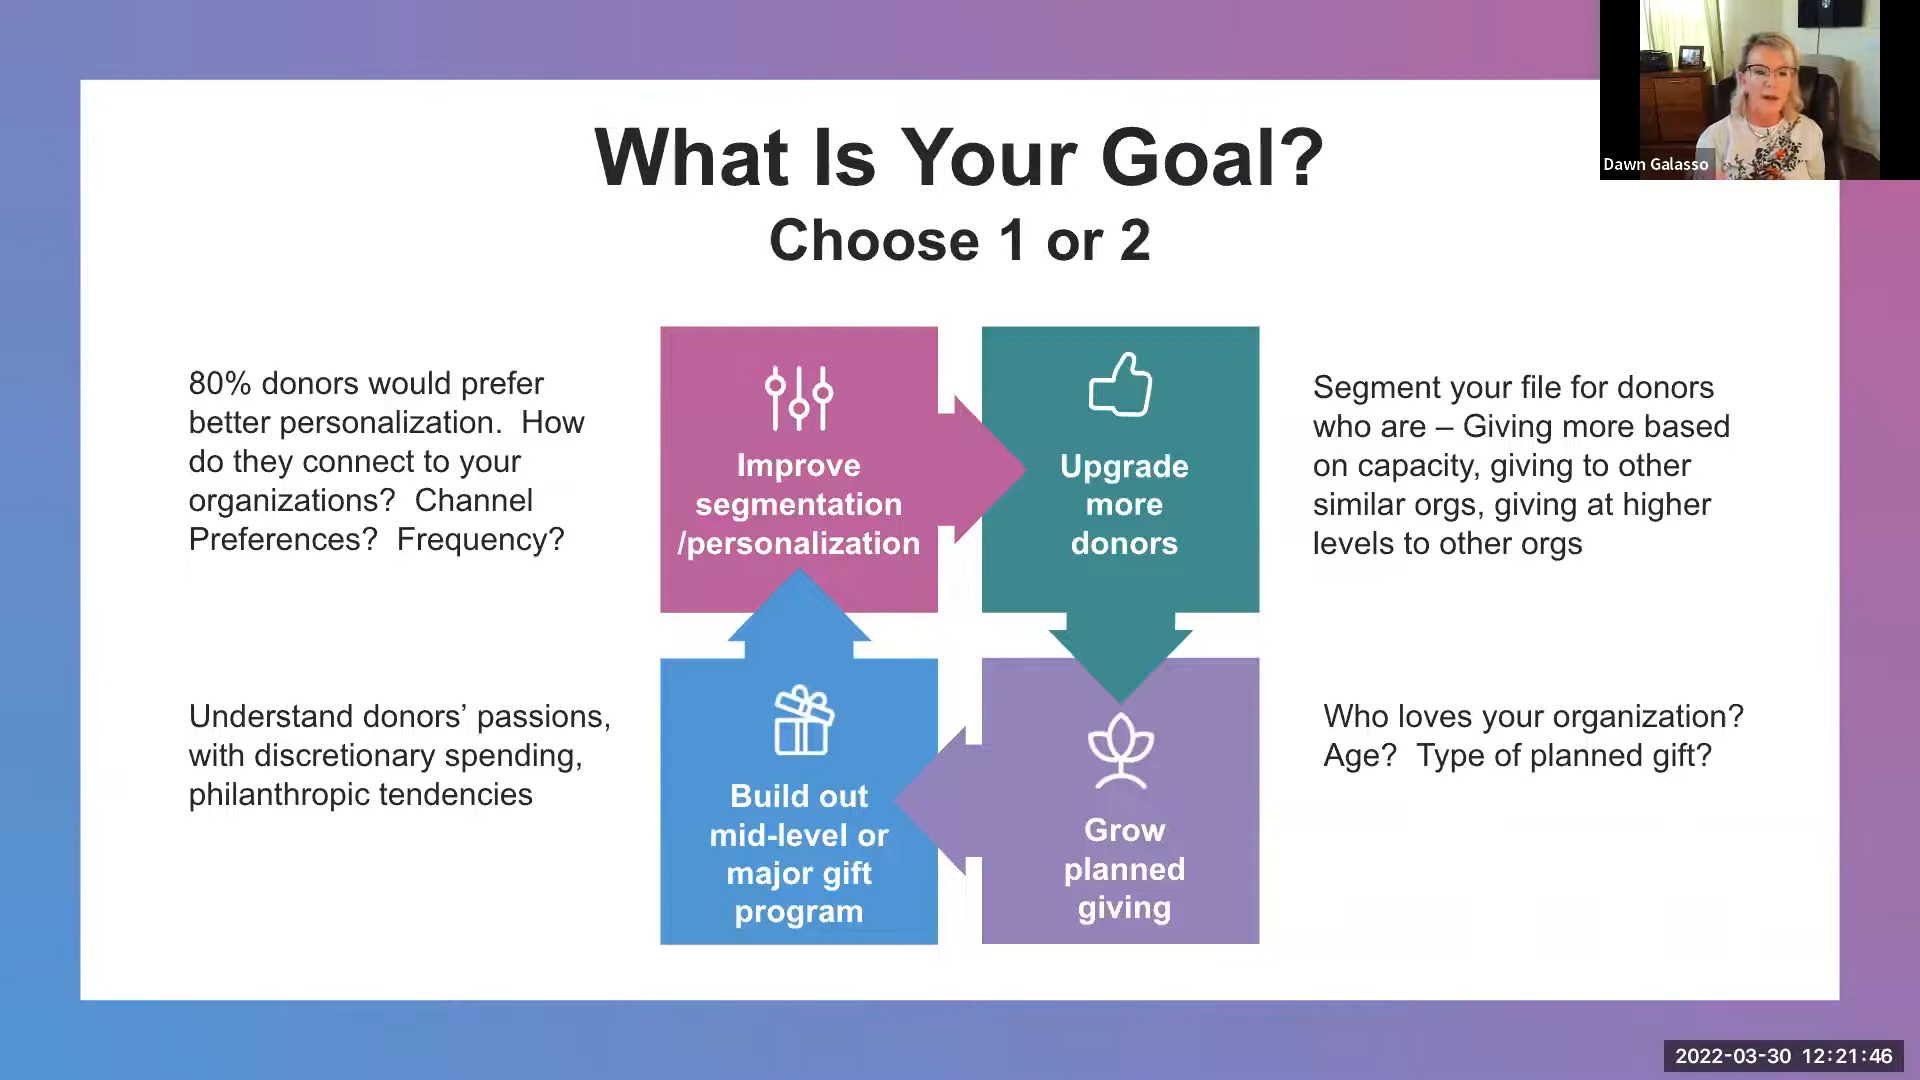 What Is Your Goal?
Choose 1 or 2
Dawn Galasso
80% donors would prefer
better personalization.  How
do they connect to your
organizations?  Channel
Preferences?  Frequency?
Improve
segmentation
/personalization
Upgrade
more
donors
Segment your file for donors
who are – Giving more based
on capacity, giving to other
similar orgs, giving at higher
levels to other orgs
Understand donors’ passions,
with discretionary spending,
philanthropic tendencies
Build out
mid-level or
major gift
program
Grow
planned
giving
Who loves your organization?
Age?  Type of planned gift?
2022-03-30 12:21:46